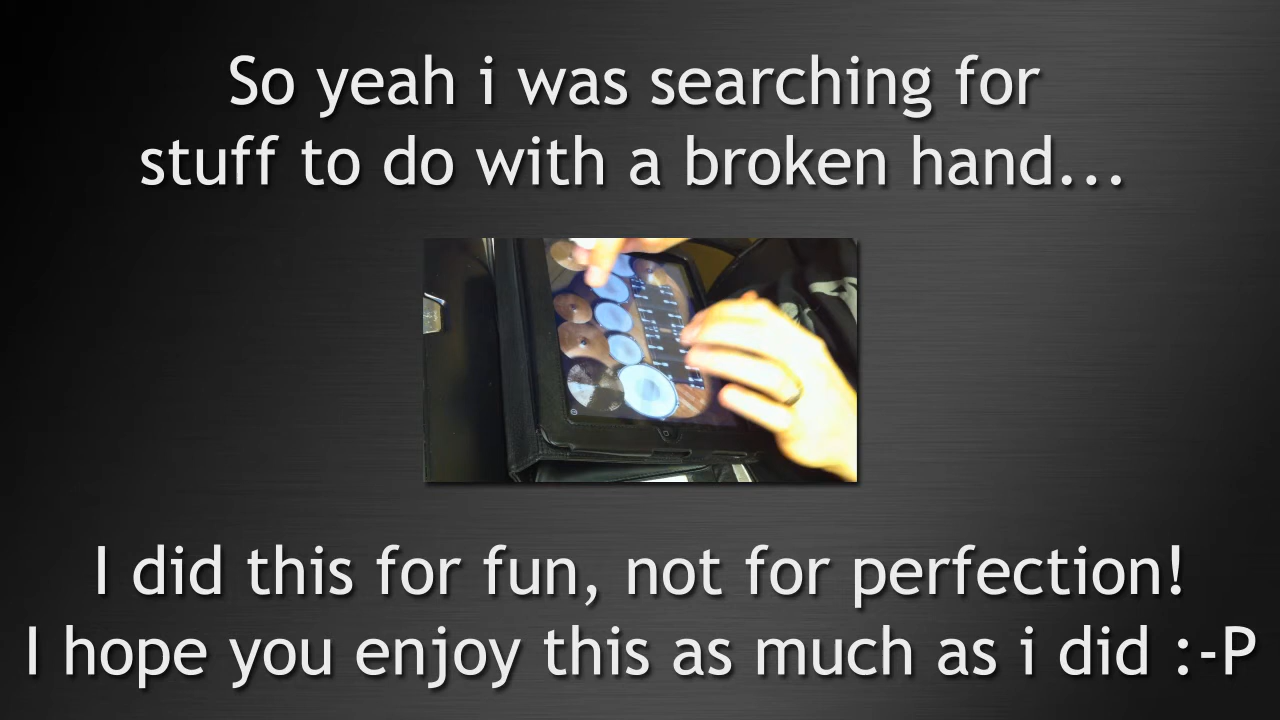 So yeah i was searching for
stuff to do with a broken hand...
I did this for fun, not for perfection!
I hope you enjoy this as much as i did :-P